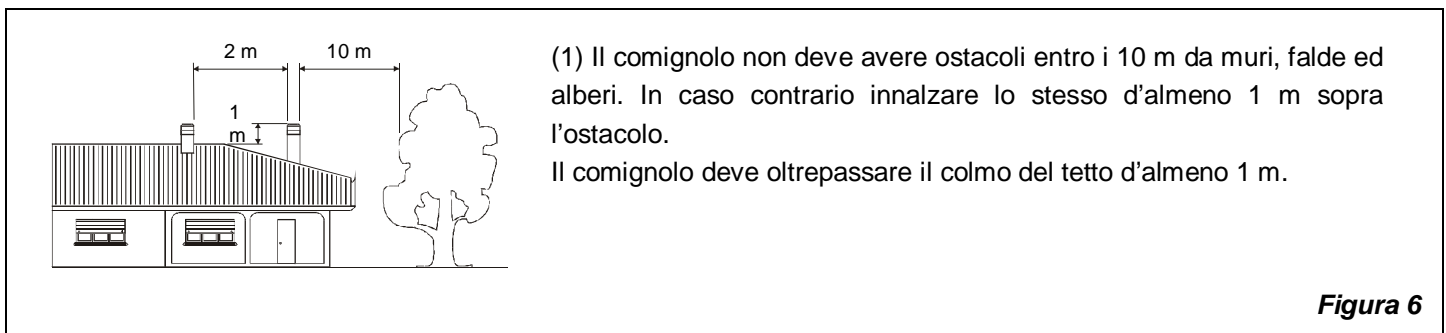 2 m
10 m
1
m
(1) Il comignolo non deve avere ostacoli entro i 10 m da muri, falde ed
alberi. In caso contrario innalzare lo stesso d’almeno 1 m sopra
l’ostacolo.
Il comignolo deve oltrepassare il colmo del tetto d’almeno 1 m.
Figura 6